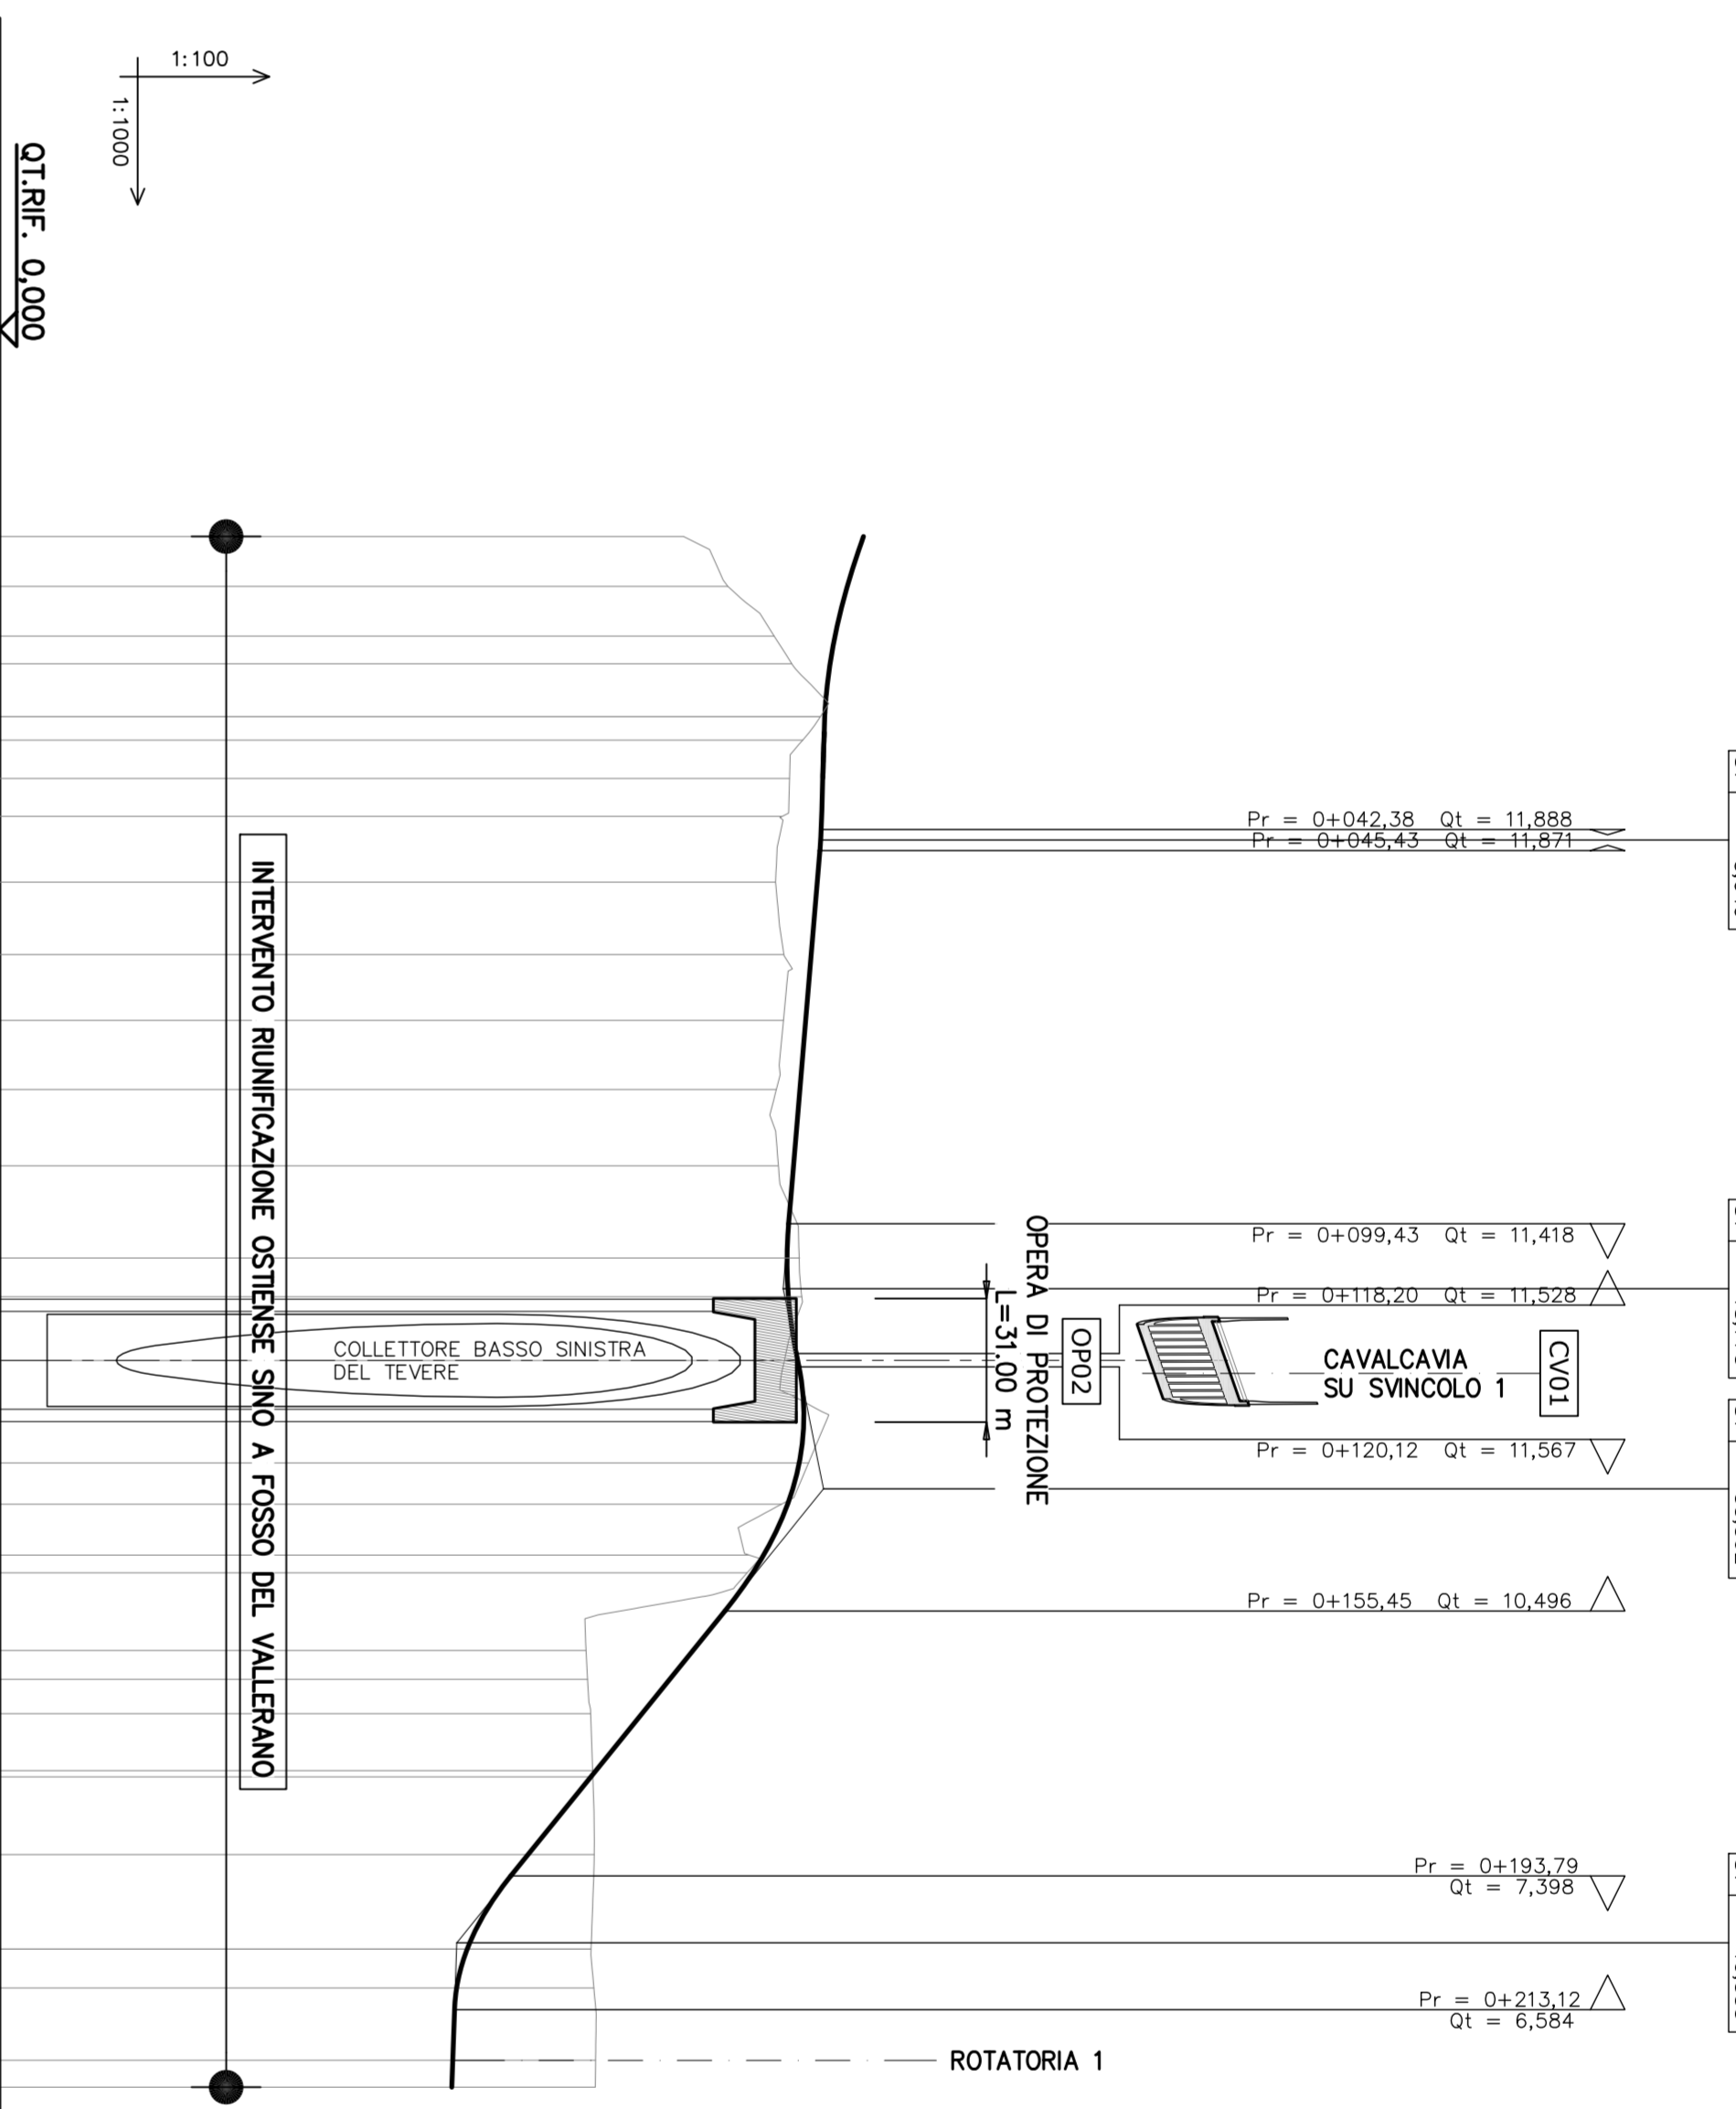 1:100
1:1000
QT.RIF. 0,000
Pr = 0+042,38 Qt = 11,888
Pr = 0+045,43 Qt = 11,871
Pr = 0+099,43 Qt = 11,418
Pr = 0+118,20 Qt = 11,528
OPERA DI PROTEZIONE
L=31.00 m
OP02
CAVALCAVIA
SU SVINCOLO 1
CV01
COLLETTORE BASSO SINISTRA
DEL TEVERE
INTERVENTO RIUNIFICAZIONE OSTIENSE SINO A FOSSO DEL VALLERANO
Pr = 0+120,12 Qt = 11,567
Pr = 0+155,45 Qt = 10,496
Pr = 0+193,79
Qt = 7,398
Pr = 0+213,12
Qt = 6,584
ROTATORIA 1